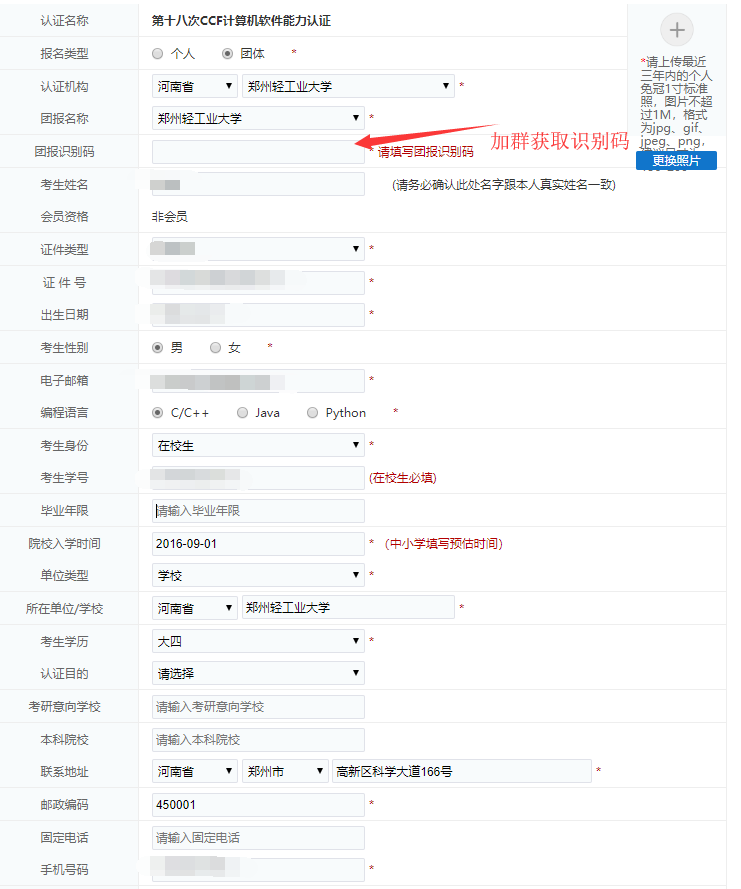 认证名称 第十八次CCF计算机软件能力认证
报名类型 个人 团体 *
认证机构 河南省 郑州轻工业大学 *
团报名称 郑州轻工业大学 *
*请上传最近
三年内的个人
免冠1寸标准
照，图片不超
过1M，格式
为jpg、gif、
jpeg、png，
更换照片
团报识别码 * 请填写团报识别码 加群获取识别码
考生姓名 (请务必确认此处名字跟本人真实姓名一致)
会员资格 非会员
证件类型 *
证 件 号 *
出生日期 *
考生性别 男 女 *
电子邮箱 *
编程语言 C/C++ Java Python *
考生身份 在校生 *
考生学号 (在校生必填)
毕业年限 请输入毕业年限
院校入学时间 2016-09-01 * （中小学填写预估时间）
单位类型 学校 *
所在单位/学校 河南省 郑州轻工业大学 *
考生学历 大四 *
认证目的 请选择
考研意向学校 请输入考研意向学校
本科院校 请输入本科院校
联系地址 河南省 郑州市 高新区科学大道166号 *
邮政编码 450001 *
固定电话 请输入固定电话
手机号码 *